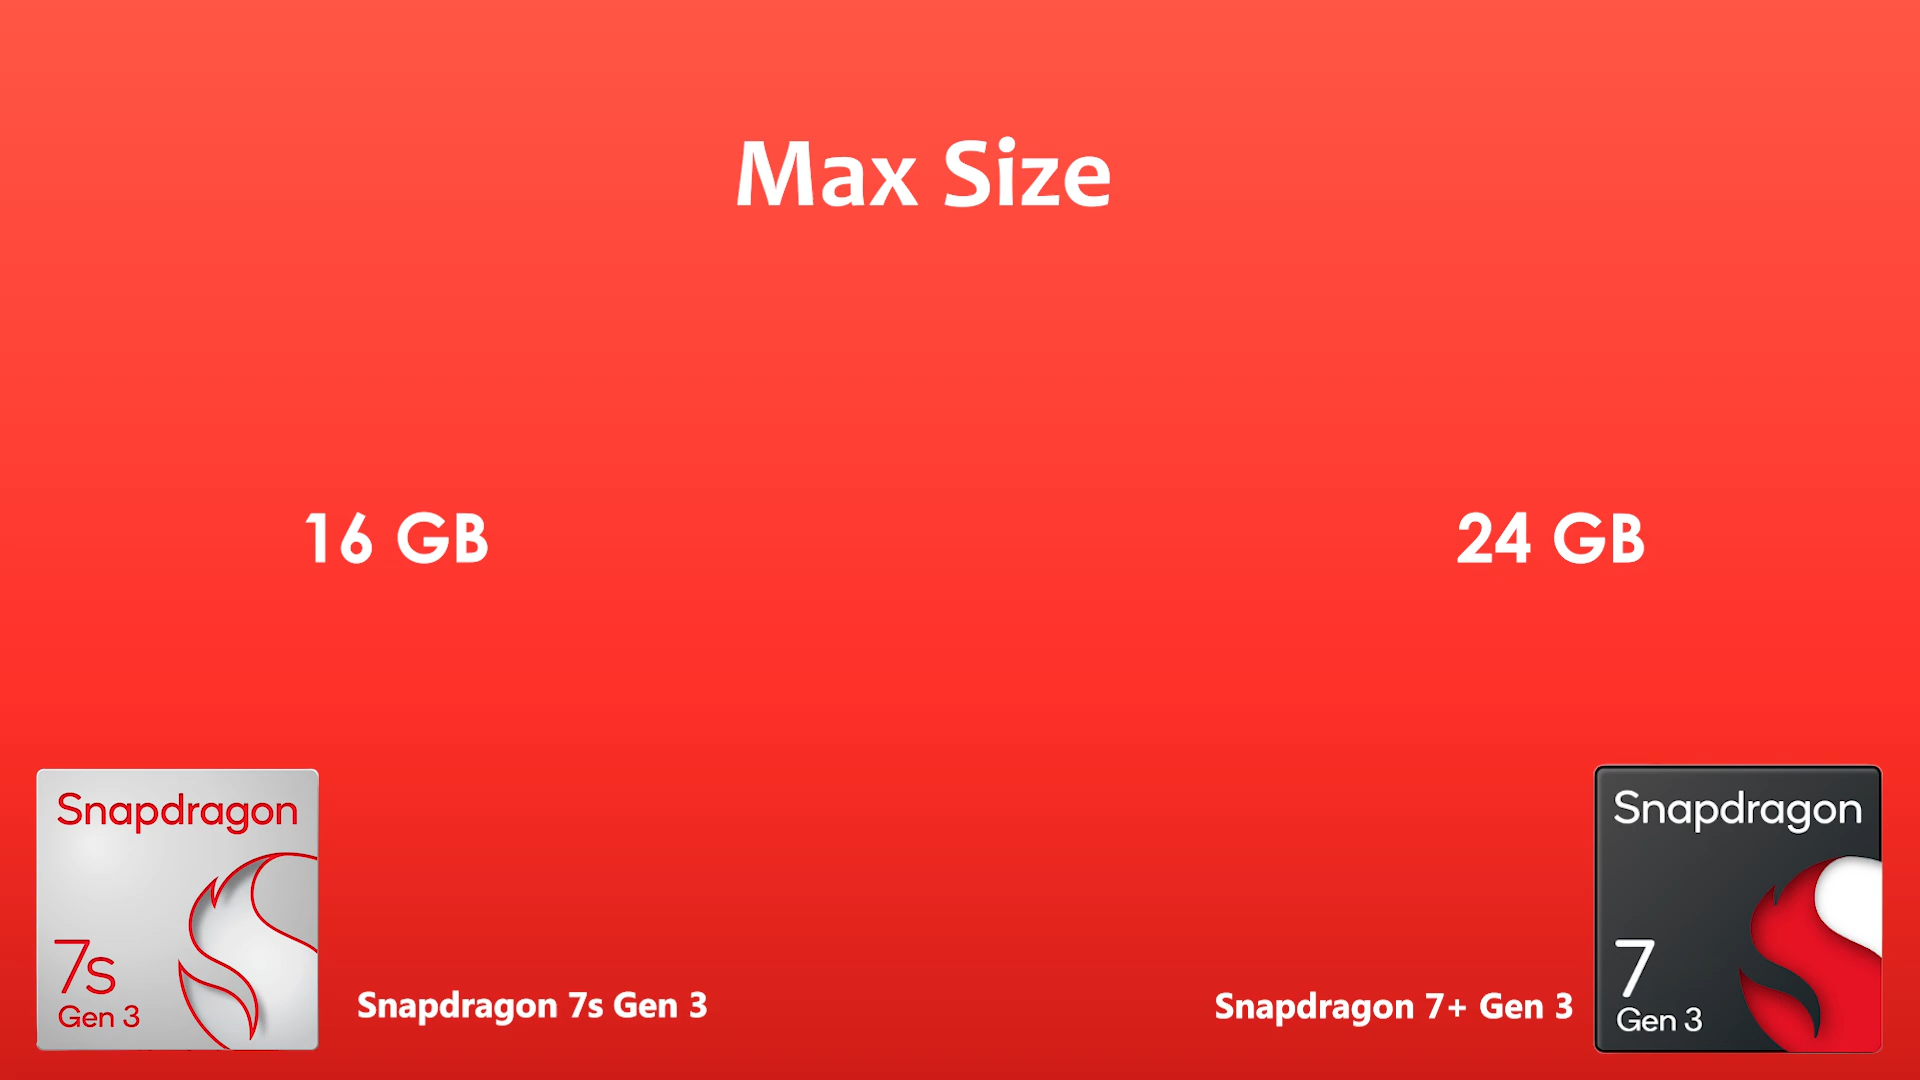 Max Size
16 GB
24 GB
Snapdragon
7s
Gen 3
Snapdragon 7s Gen 3
Snapdragon 7+ Gen 3
Snapdragon
7
Gen 3